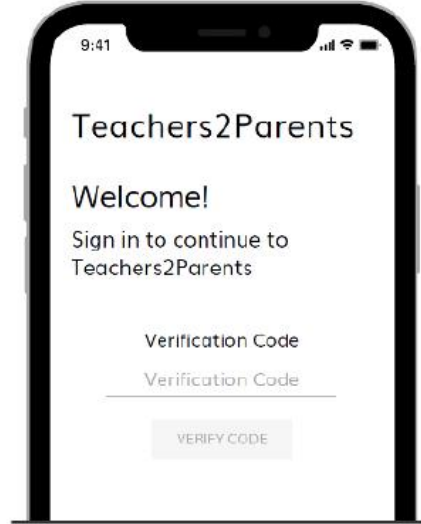 9:41
Teachers2Parents
Welcome!
Sign in to continue to
Teachers2Parents
Verification Code
Verification Code
VERIFY CODE